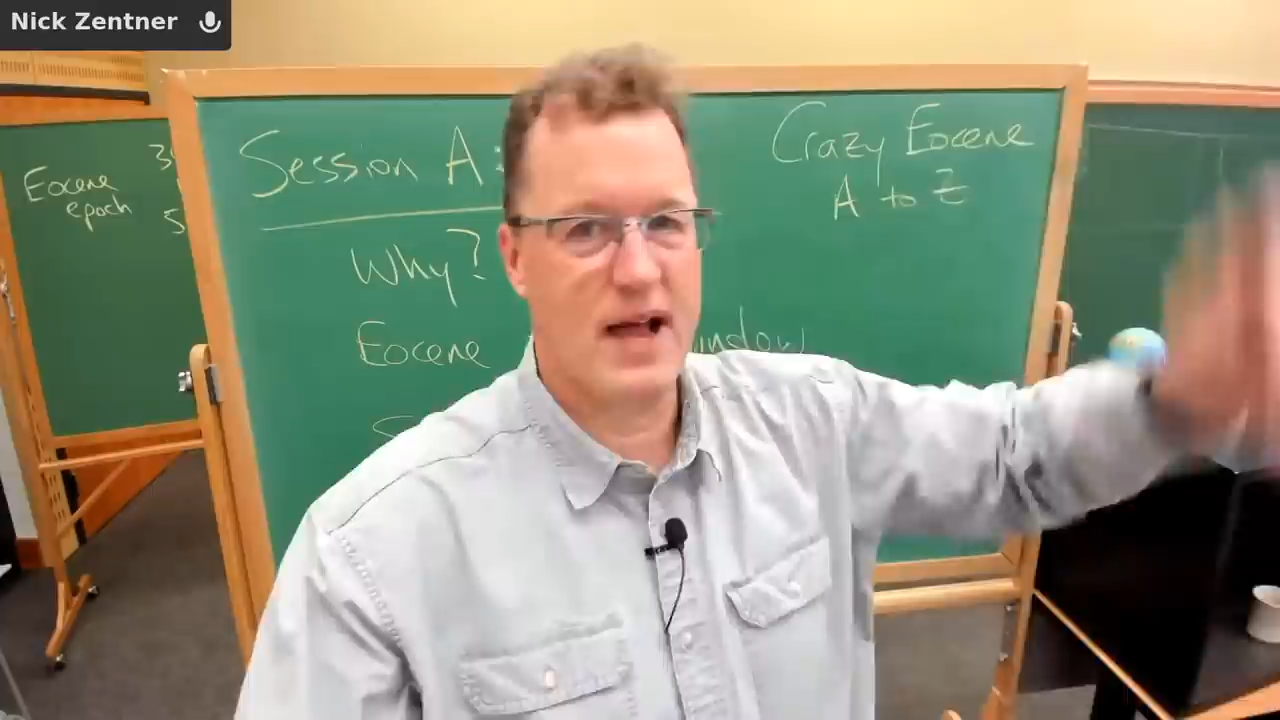 Nick Zentner
Session A:
Crazy Eocene
A to Z
Why?
Eocene
Eocene
epoch